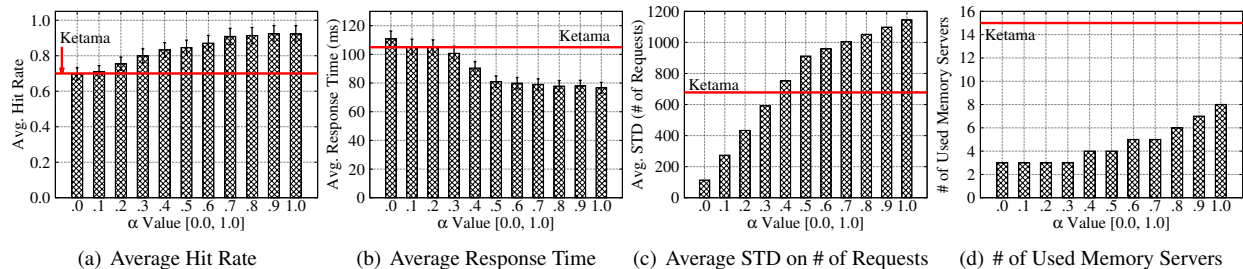 Ketama
1.0
0.8
0.6
0.4
0.2
0.0
Avg. Hit Rate
.0 .1 .2 .3 .4 .5 .6 .7 .8 .9 1.0
α Value [0.0, 1.0]
(a) Average Hit Rate
Ketama
140
120
100
80
60
40
20
0
Avg. Response Time (ms)
.0 .1 .2 .3 .4 .5 .6 .7 .8 .9 1.0
α Value [0.0, 1.0]
(b) Average Response Time
Ketama
1200
1000
800
600
400
200
0
Avg. STD (# of Requests)
.0 .1 .2 .3 .4 .5 .6 .7 .8 .9 1.0
α Value [0.0, 1.0]
(c) Average STD on # of Requests
Ketama
16
14
12
10
8
6
4
2
0
# of Used Memory Servers
.0 .1 .2 .3 .4 .5 .6 .7 .8 .9 1.0
α Value [0.0, 1.0]
(d) # of Used Memory Servers